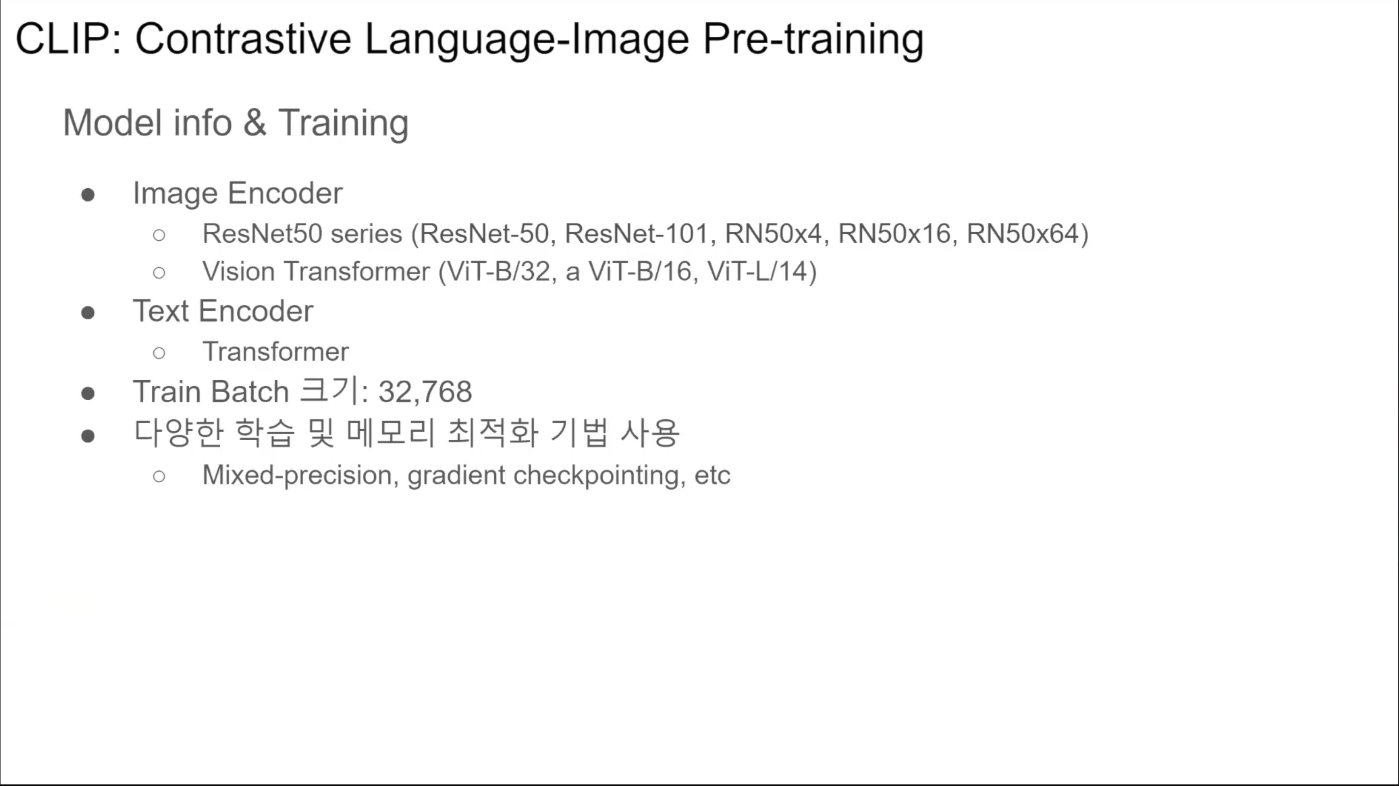 CLIP: Contrastive Language-Image Pre-training
Model info & Training
● Image Encoder
○ ResNet50 series (ResNet-50, ResNet-101, RN50x4, RN50x16, RN50x64)
○ Vision Transformer (ViT-B/32, a ViT-B/16, ViT-L/14)
● Text Encoder
○ Transformer
● Train Batch 크기: 32,768
● 다양한 학습 및 메모리 최적화 기법 사용
○ Mixed-precision, gradient checkpointing, etc